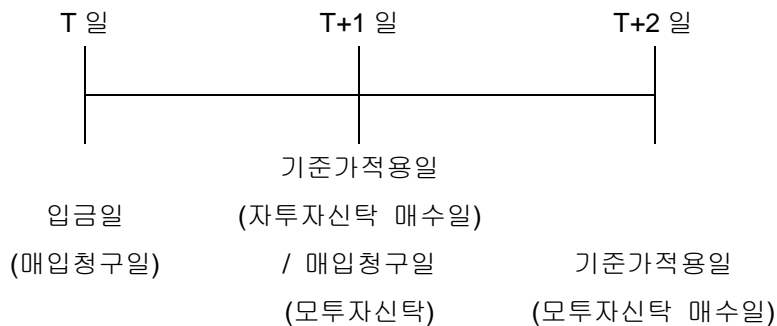 T 일 T+1 일 T+2 일
기준가적용일
입금일 (자투자신탁 매수일)
(매입청구일) / 매입청구일 기준가적용일
(모투자신탁) (모투자신탁 매수일)